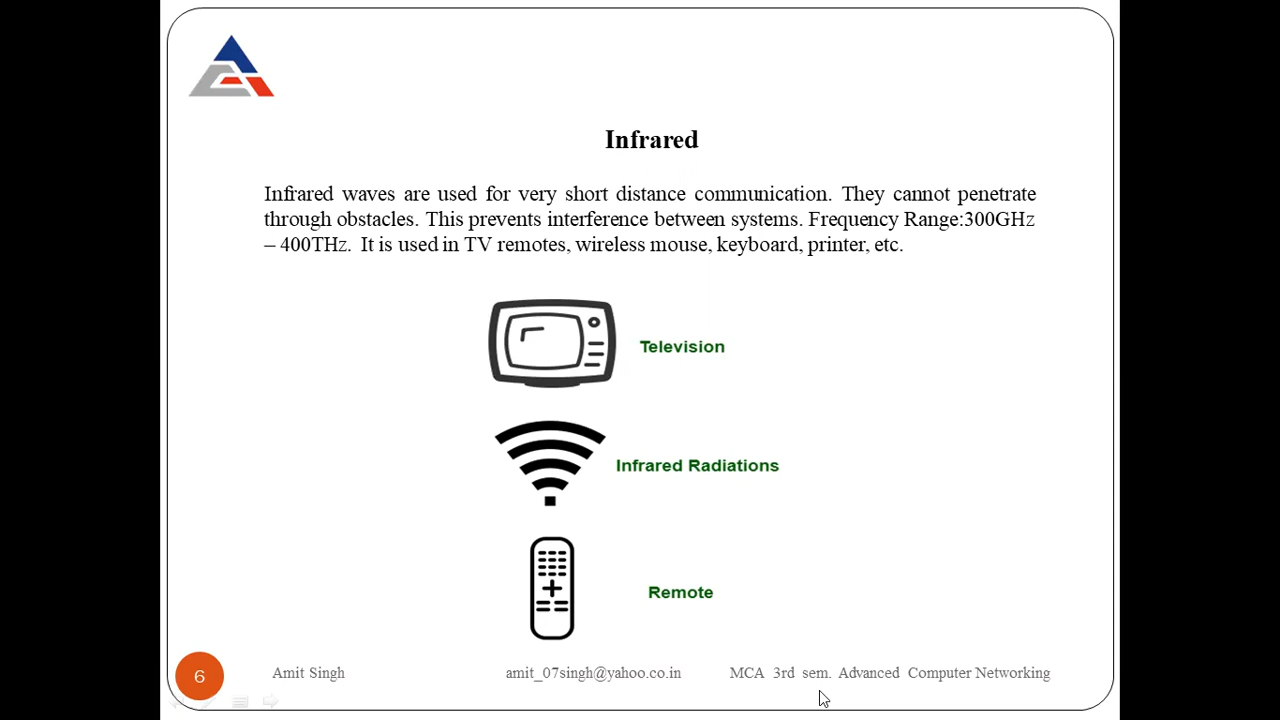 Infrared
Infrared waves are used for very short distance communication. They cannot penetrate
through obstacles. This prevents interference between systems. Frequency Range:300GHz
– 400THz. It is used in TV remotes, wireless mouse, keyboard, printer, etc.
Television
Infrared Radiations
Remote
6 Amit Singh amit_07singh@yahoo.co.in MCA 3rd sem. Advanced Computer Networking